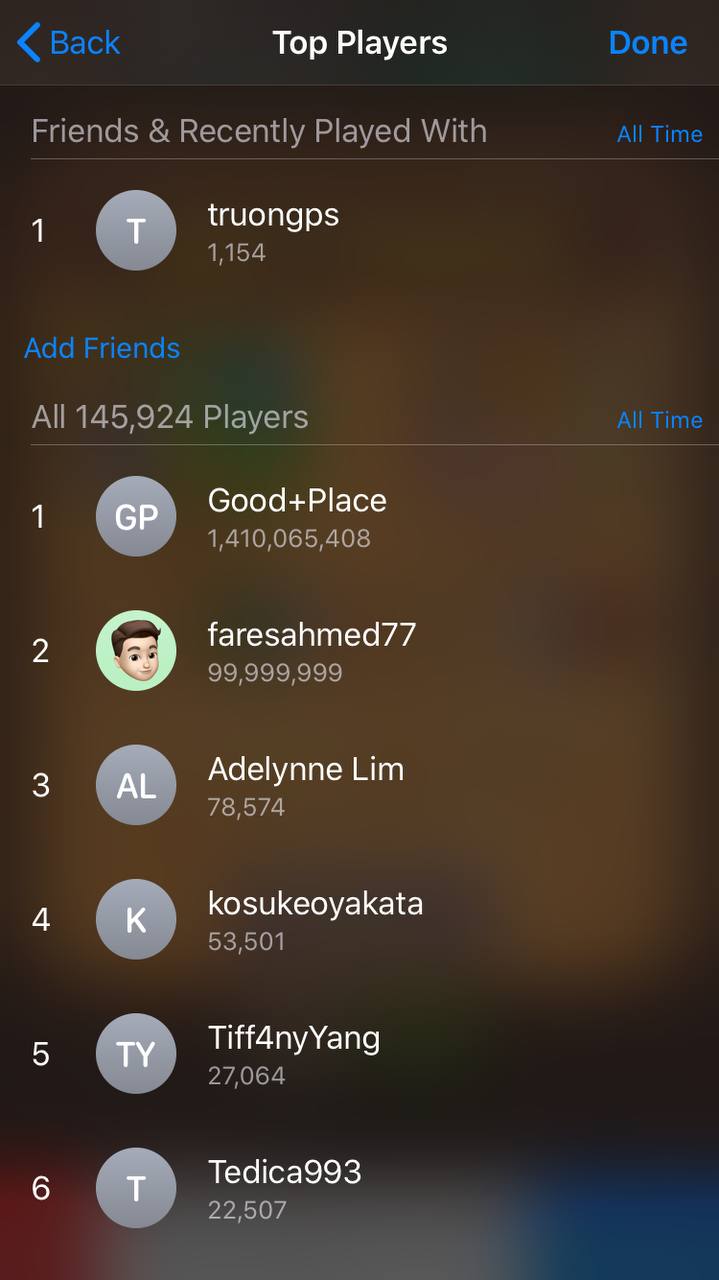 Back Top Players Done
Friends & Recently Played With All Time
1 T truongps
1,154
Add Friends
All 145,924 Players All Time
1 GP Good+Place
1,410,065,408
2 faresahmed77
99,999,999
3 AL Adelynne Lim
78,574
4 K kosukeoyakata
53,501
5 TY Tiff4nyYang
27,064
6 T Tedica993
22,507